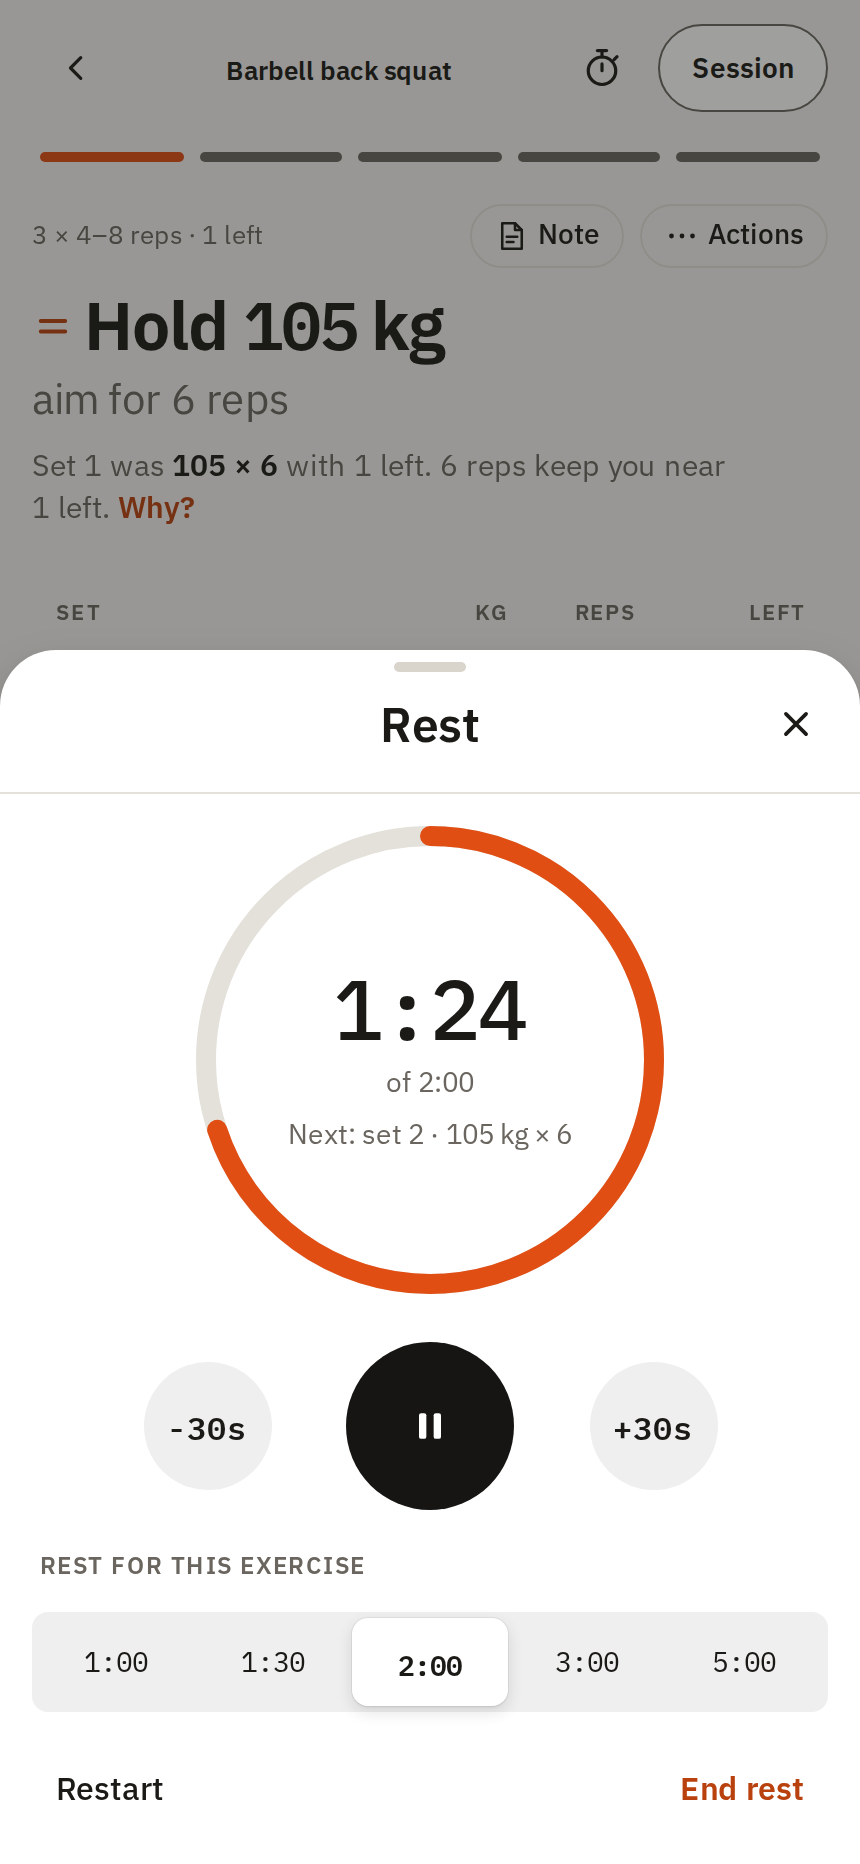 Barbell back squat
Session
3 × 4–8 reps · 1 left
Note
··· Actions
= Hold 105 kg
aim for 6 reps
Set 1 was 105 × 6 with 1 left. 6 reps keep you near
1 left. Why?
SET KG REPS LEFT
Rest
1:24
of 2:00
Next: set 2 · 105 kg × 6
-30s
+30s
REST FOR THIS EXERCISE
1:00 1:30 2:00 3:00 5:00
Restart
End rest